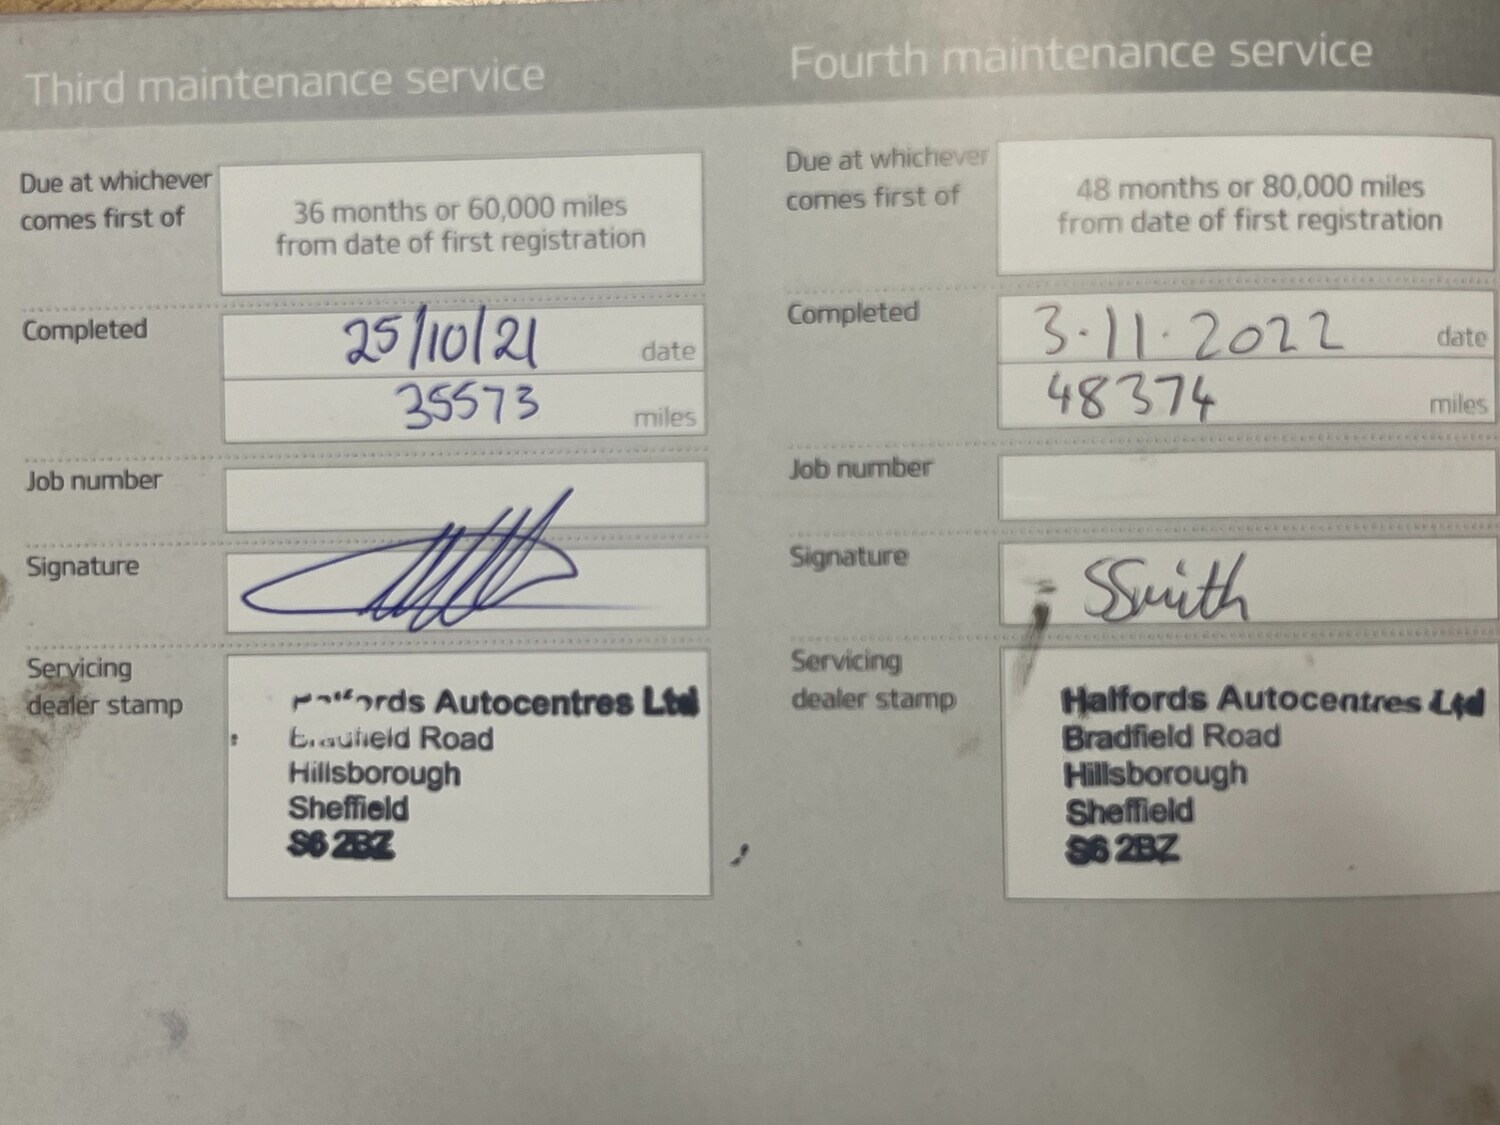 Third maintenance service
Due at whichever
comes first of
36 months or 60,000 miles
from date of first registration
Completed
25/10/21
date
35573
miles
Job number
Signature
Servicing
dealer stamp
Autocentres Ltd
Road
Hillsborough
Sheffield
S6 2BZ
Fourth maintenance service
Due at whichever
comes first of
48 months or 80,000 miles
from date of first registration
Completed
3.11.2022
date
48374
miles
Job number
Signature
SSmith
Servicing
dealer stamp
Halfords Autocentres Ltd
Bradfield Road
Hillsborough
Sheffield
S6 2BZ